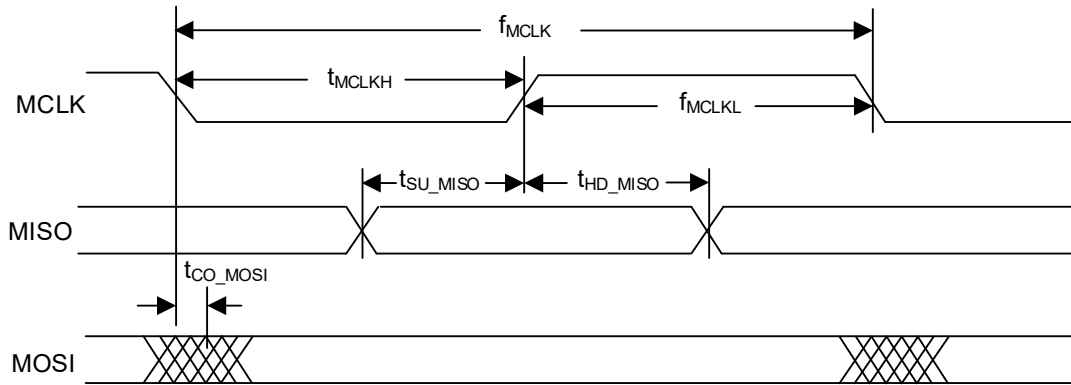 fMCLK
tMCLKH
MCLK
fMCLKL
tSU_MISO
tHD_MISO
MISO
tCO_MOSI
MOSI